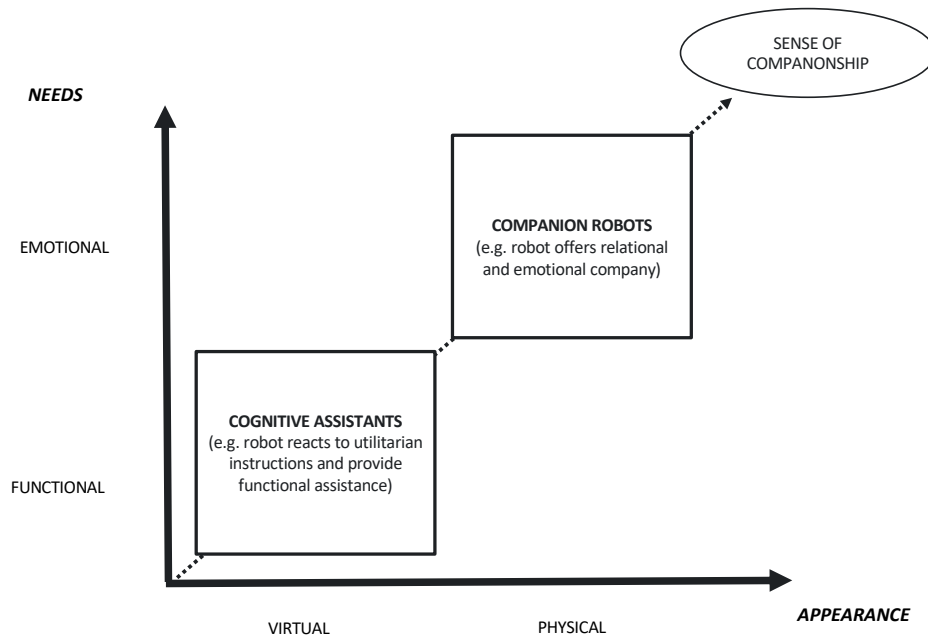 SENSE OF
COMPANONSHIP
NEEDS
COMPANION ROBOTS
(e.g. robot offers relational
and emotional company)
EMOTIONAL
COGNITIVE ASSISTANTS
(e.g. robot reacts to utilitarian
instructions and provide
functional assistance)
FUNCTIONAL
APPEARANCE
VIRTUAL
PHYSICAL